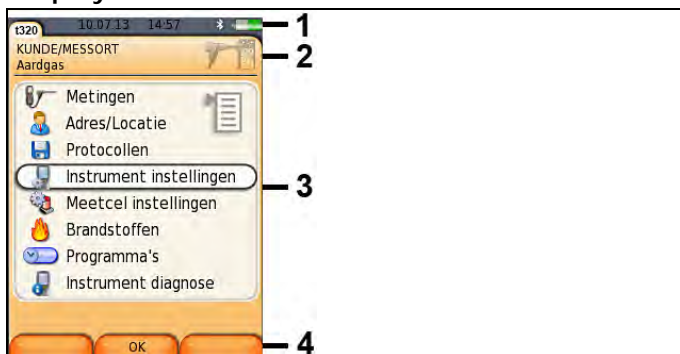 t320 10.07.13 14:57 1
KUNDE/MESSORT 2
Aardgas
Metingen
Adres/Locatie
Protocollen
Instrument instellingen 3
Meetcel instellingen
Brandstoffen
Programma's
Instrument diagnose
OK 4